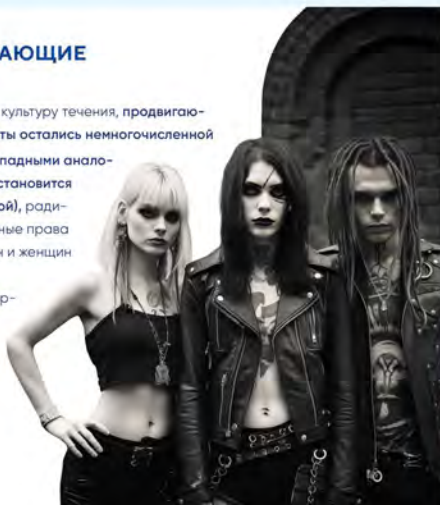 АЮЩИЕ
культуру течения, продвигаю-
ты остались немногочисленной
падными анало-
становится
ой), ради-
ные права
н и женщин
р-